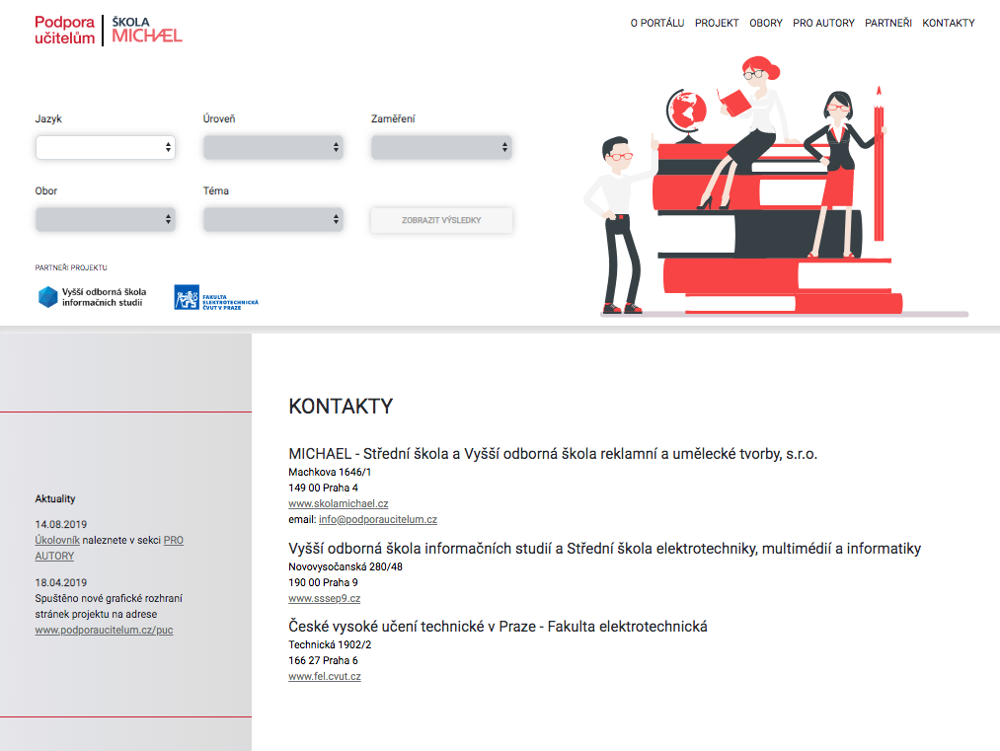 Podpora
učitelům
ŠKOLA
MICHAEL
O PORTÁLU PROJEKT OBORY PRO AUTORY PARTNEŘI KONTAKTY
Jazyk Úroveň Zaměření
Obor Téma
ZOBRAZIT VÝSLEDKY
PARTNEŘI PROJEKTU
Vyšší odborná škola
informačních studií
FAKULTA
ELEKTROTECHNICKÁ
ČVUT V PRAZE
Aktuality
14.08.2019
Úkolovník naleznete v sekci PRO
AUTORY
18.04.2019
Spuštěno nové grafické rozhraní
stránek projektu na adrese
www.podporaucitelum.cz/puc
KONTAKTY
MICHAEL - Střední škola a Vyšší odborná škola reklamní a umělecké tvorby, s.r.o.
Machkova 1646/1
149 00 Praha 4
www.skolamichael.cz
email: info@podporaucitelum.cz
Vyšší odborná škola informačních studií a Střední škola elektrotechniky, multimédií a informatiky
Novovysočanská 280/48
190 00 Praha 9
www.sssep9.cz
České vysoké učení technické v Praze - Fakulta elektrotechnická
Technická 1902/2
166 27 Praha 6
www.fel.cvut.cz